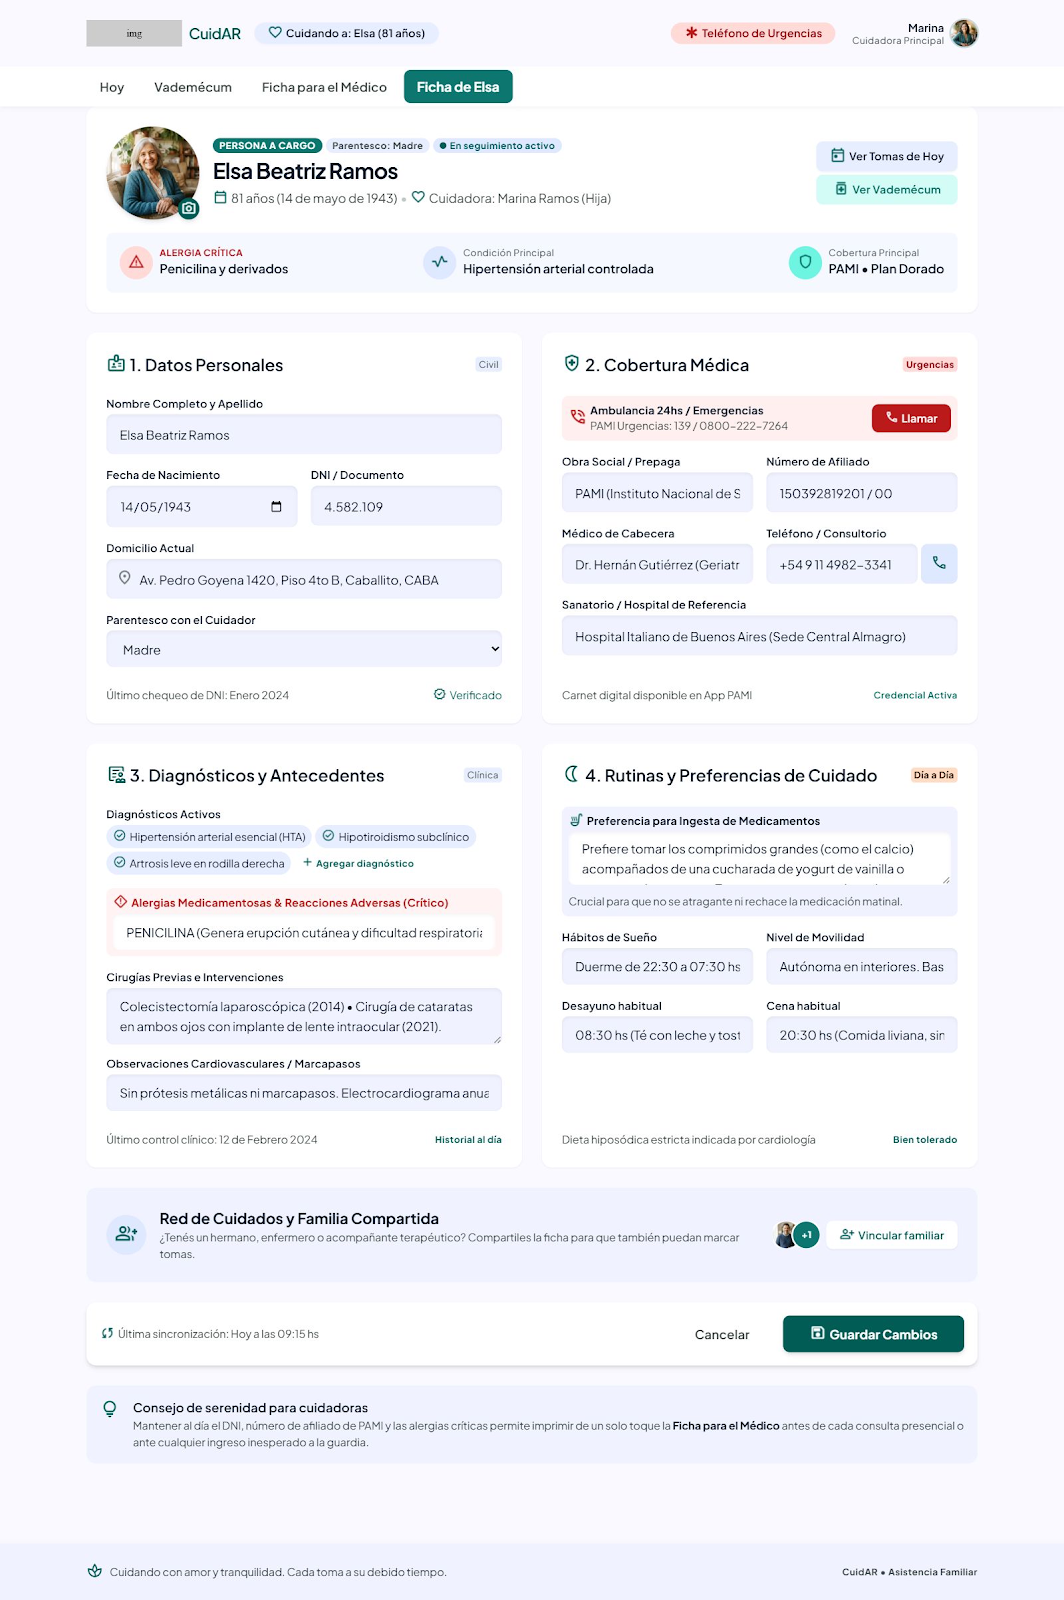 img
CuidAR
Cuidando a: Elsa (81 años)
Teléfono de Urgencias
Marina
Cuidadora Principal
Hoy
Vademécum
Ficha para el Médico
Ficha de Elsa
PERSONA A CARGO
Parentesco: Madre
En seguimiento activo
Elsa Beatriz Ramos
81 años (14 de mayo de 1943) • Cuidadora: Marina Ramos (Hija)
Ver Tomas de Hoy
Ver Vademécum
ALERGIA CRÍTICA
Penicilina y derivados
Condición Principal
Hipertensión arterial controlada
Cobertura Principal
PAMI • Plan Dorado
1. Datos Personales
Civil
Nombre Completo y Apellido
Elsa Beatriz Ramos
Fecha de Nacimiento
14/05/1943
DNI / Documento
4.582.109
Domicilio Actual
Av. Pedro Goyena 1420, Piso 4to B, Caballito, CABA
Parentesco con el Cuidador
Madre
Último chequeo de DNI: Enero 2024
Verificado
2. Cobertura Médica
Urgencias
Ambulancia 24hs / Emergencias
PAMI Urgencias: 139 / 0800-222-7264
Llamar
Obra Social / Prepaga
PAMI (Instituto Nacional de S
Número de Afiliado
150392819201 / 00
Médico de Cabecera
Dr. Hernán Gutiérrez (Geriatr
Teléfono / Consultorio
+54 9 11 4982-3341
Sanatorio / Hospital de Referencia
Hospital Italiano de Buenos Aires (Sede Central Almagro)
Carnet digital disponible en App PAMI
Credencial Activa
3. Diagnósticos y Antecedentes
Clínica
Diagnósticos Activos
Hipertensión arterial esencial (HTA)
Hipotiroidismo subclínico
Artrosis leve en rodilla derecha
+ Agregar diagnóstico
Alergias Medicamentosas & Reacciones Adversas (Crítico)
PENICILINA (Genera erupción cutánea y dificultad respiratoria
Cirugías Previas e Intervenciones
Colecistectomía laparoscópica (2014) • Cirugía de cataratas
en ambos ojos con implante de lente intraocular (2021).
Observaciones Cardiovasculares / Marcapasos
Sin prótesis metálicas ni marcapasos. Electrocardiograma anua
Último control clínico: 12 de Febrero 2024
Historial al día
4. Rutinas y Preferencias de Cuidado
Día a Día
Preferencia para Ingesta de Medicamentos
Prefiere tomar los comprimidos grandes (como el calcio)
acompañados de una cucharada de yogurt de vainilla o
Crucial para que no se atragante ni rechace la medicación matinal.
Hábitos de Sueño
Duerme de 22:30 a 07:30 hs
Nivel de Movilidad
Autónoma en interiores. Bas
Desayuno habitual
08:30 hs (Té con leche y tost
Cena habitual
20:30 hs (Comida liviana, sin
Dieta hiposódica estricta indicada por cardiología
Bien tolerado
Red de Cuidados y Familia Compartida
¿Tenés un hermano, enfermero o acompañante terapéutico? Compartiles la ficha para que también puedan marcar
tomas.
+1
Vincular familiar
Última sincronización: Hoy a las 09:15 hs
Cancelar
Guardar Cambios
Consejo de serenidad para cuidadoras
Mantener al día el DNI, número de afiliado de PAMI y las alergias críticas permite imprimir de un solo toque la Ficha para el Médico antes de cada consulta presencial o
ante cualquier ingreso inesperado a la guardia.
Cuidando con amor y tranquilidad. Cada toma a su debido tiempo.
CuidAR • Asistencia Familiar